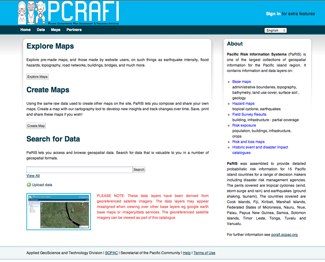 PCRAFI
Sign in for extra features
Home Data Maps Partners
English
Explore Maps
Explore pre-made maps, and those made by website users, on such things as earthquake intensity, flood
hazards, topography, road networks, buildings, bridges, and much more.
Explore Maps
Create Maps
Using the same raw data used to create other maps on the site, PaRIS lets you compose and share your own
maps. Create a map with our cartography tool to develop new insights and track changes over time. Save, print
and share these maps if you wish!
Create Map
Search for Data
PaRIS lets you access and browse geospatial data. Search for data that is valuable to you in a number of
geospatial formats.
Search
View All
Upload data
PLEASE NOTE: These data layers have been derived from
georeferenced satellite imagery. The data layers may appear
misaligned when viewing over other base layers eg google earth
base maps or image/photo services. The georeferenced satellite
imagery can be viewed as part of the catalogue.
About
Pacific Risk Information Systems (PaRIS) is
one of the largest collections of geospatial
information for the Pacific Island region. It
contains information and data layers on:
Base maps
administrative boundaries, topography,
bathymetry, land use cover, surface soil,
geology
Hazard maps
tropical cyclones, earthquakes
Field Survey Results
building, infrastructure - partial coverage
Risk exposure
population, buildings, infrastructure,
crops
Risk and loss maps
Historic event and disaster impact
catalogues
PaRIS was assembled to provide detailed
probabilistic risk information for 15 Pacific
island countries for a range of decision makers
including disaster risk management agencies.
The perils covered are tropical cyclones (wind,
storm surge and rain) and earthquakes (ground
shaking, tsunami). The countries covered are
Cook Islands, Fiji, Kiribati, Marshall Islands,
Federated States of Micronesia, Nauru, Niue,
Palau, Papua New Guinea, Samoa, Solomon
Islands, Timor Leste, Tonga, Tuvalu and
Vanuatu.
For further information see pcrafi.sopac.org.
Applied GeoScience and Technology Division | SOPAC | Secretariat of the Pacific Community | Help | Terms of Use